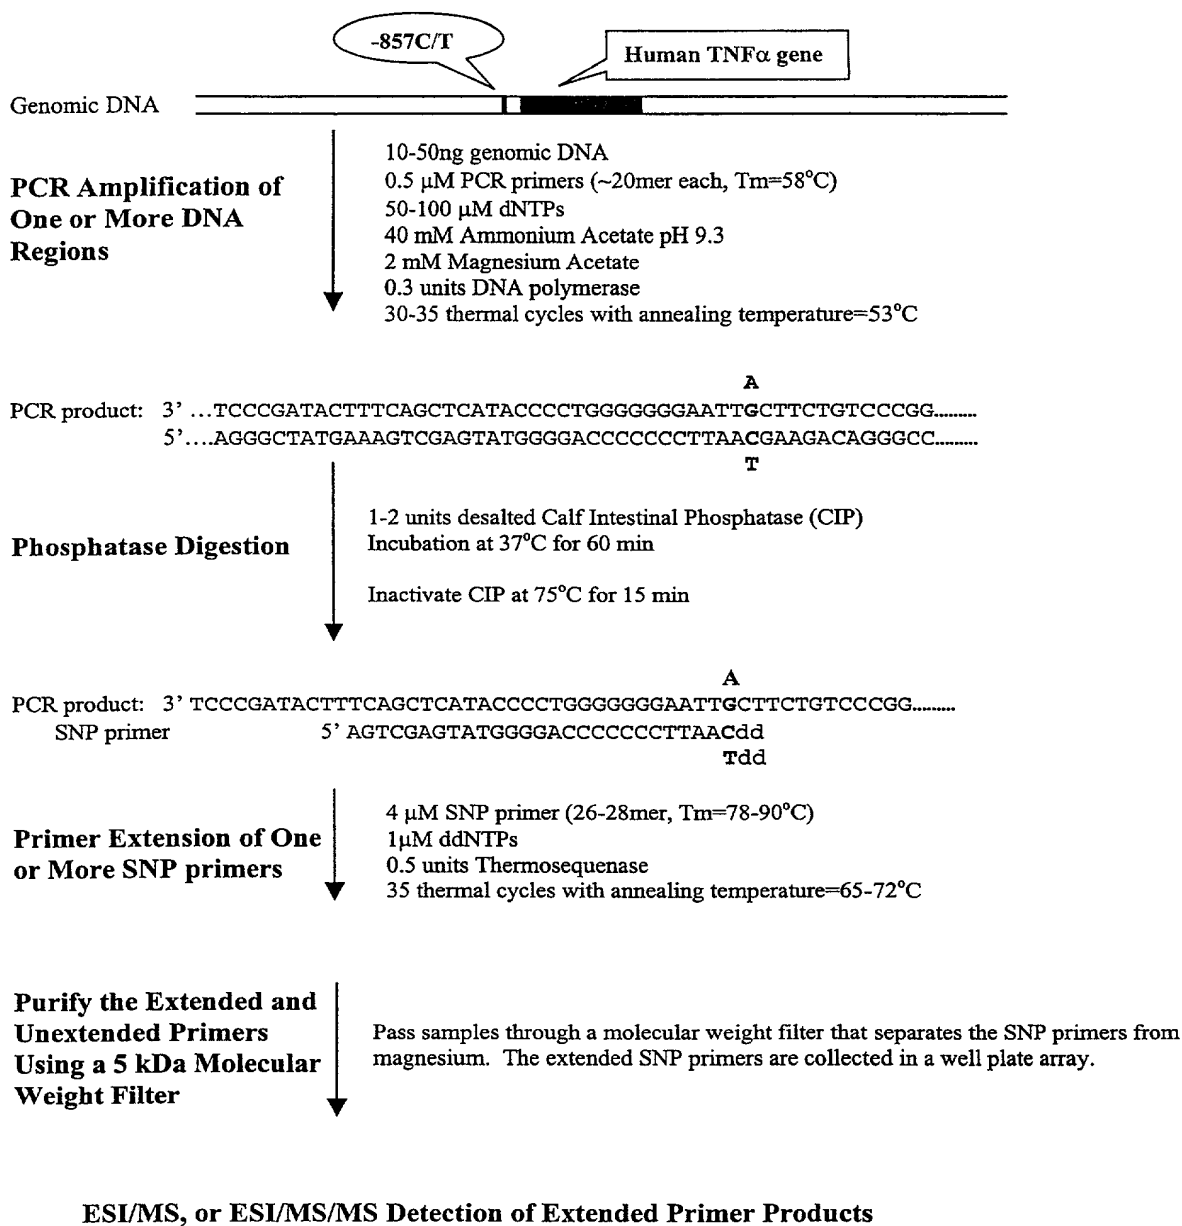 -857C/T
Human TNFα gene
Genomic DNA
PCR Amplification of
One or More DNA
Regions
10-50ng genomic DNA
0.5 μM PCR primers (~20mer each, Tm=58°C)
50-100 μM dNTPs
40 mM Ammonium Acetate pH 9.3
2 mM Magnesium Acetate
0.3 units DNA polymerase
30-35 thermal cycles with annealing temperature=53°C
A
PCR product: 3' ...TCCCGATACTTTCAGCTCATACCCCTGGGGGGGAATTGCTTCTGTCCCGG.........
5'....AGGGCTATGAAAGTCGAGTATGGGGACCCCCCCTTAACGAAGACAGGGCC.........
T
Phosphatase Digestion
1-2 units desalted Calf Intestinal Phosphatase (CIP)
Incubation at 37°C for 60 min
Inactivate CIP at 75°C for 15 min
A
PCR product: 3' TCCCGATACTTTCAGCTCATACCCCTGGGGGGGAATTGCTTCTGTCCCGG.........
SNP primer 5' AGTCGAGTATGGGGACCCCCCCTTAACdd
Tdd
Primer Extension of One
or More SNP primers
4 μM SNP primer (26-28mer, Tm=78-90°C)
1μM ddNTPs
0.5 units Thermosequenase
35 thermal cycles with annealing temperature=65-72°C
Purify the Extended and
Unextended Primers
Using a 5 kDa Molecular
Weight Filter
Pass samples through a molecular weight filter that separates the SNP primers from
magnesium. The extended SNP primers are collected in a well plate array.
ESI/MS, or ESI/MS/MS Detection of Extended Primer Products